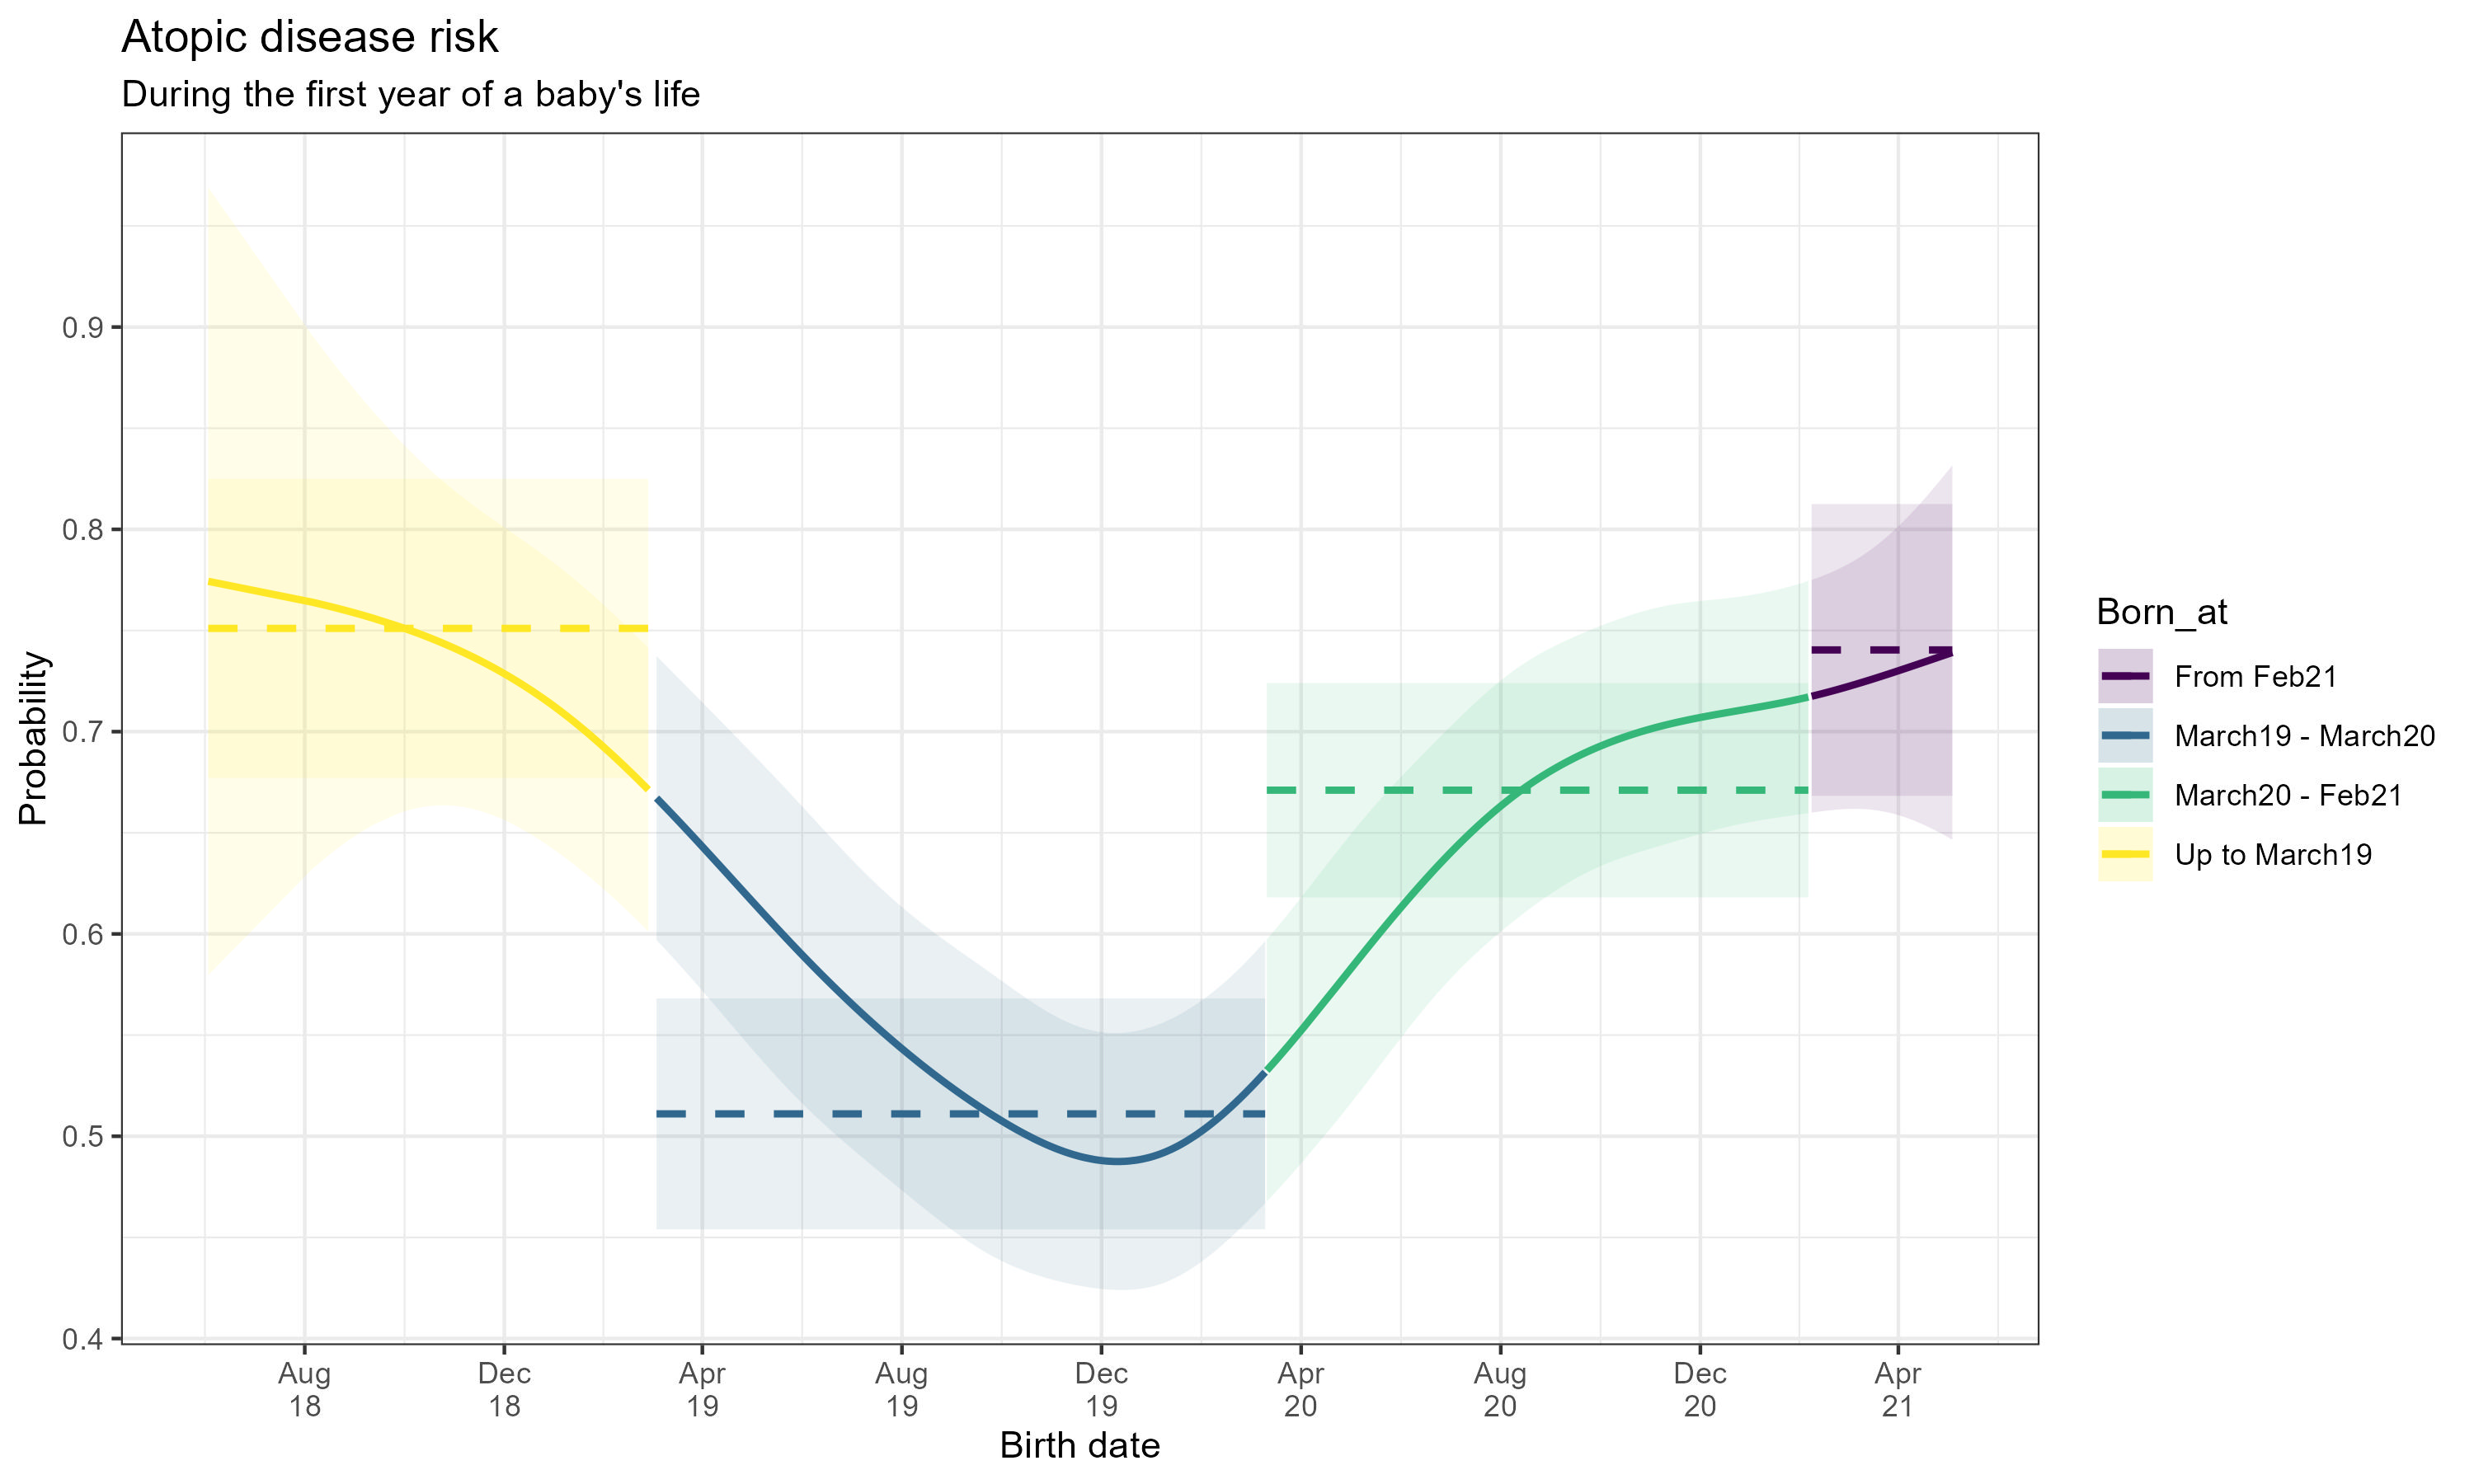 Atopic disease risk
During the first year of a baby's life
Probability
0.9
0.8
0.7
0.6
0.5
0.4
Aug
18
Dec
18
Apr
19
Aug
19
Dec
19
Apr
20
Aug
20
Dec
20
Apr
21
Birth date
Born_at
From Feb21
March19 - March20
March20 - Feb21
Up to March19